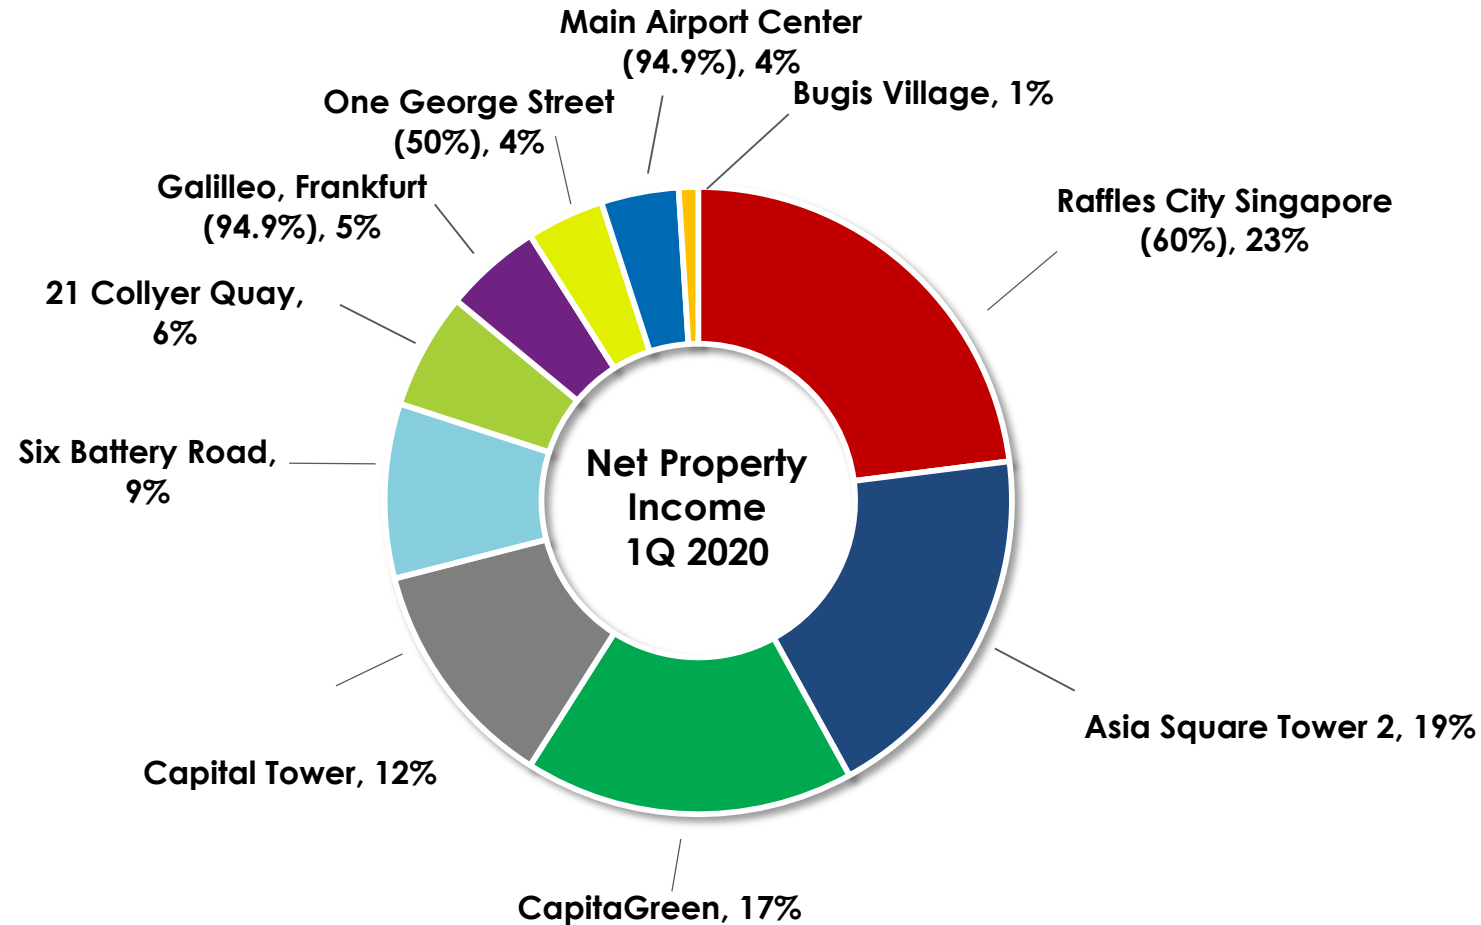 Main Airport Center
(94.9%), 4%
Bugis Village, 1%
One George Street
(50%), 4%
Galilleo, Frankfurt
(94.9%), 5%
Raffles City Singapore
(60%), 23%
21 Collyer Quay,
6%
Six Battery Road,
9%
Net Property
Income
1Q 2020
Asia Square Tower 2, 19%
Capital Tower, 12%
CapitaGreen, 17%